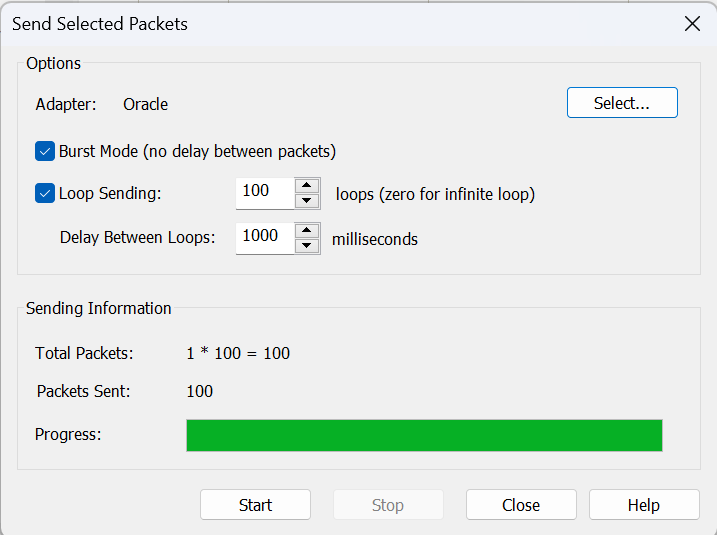 Send Selected Packets
Options
Adapter: Oracle
Select...
Burst Mode (no delay between packets)
Loop Sending: 100 loops (zero for infinite loop)
Delay Between Loops: 1000 milliseconds
Sending Information
Total Packets: 1 * 100 = 100
Packets Sent: 100
Progress:
Start Stop Close Help